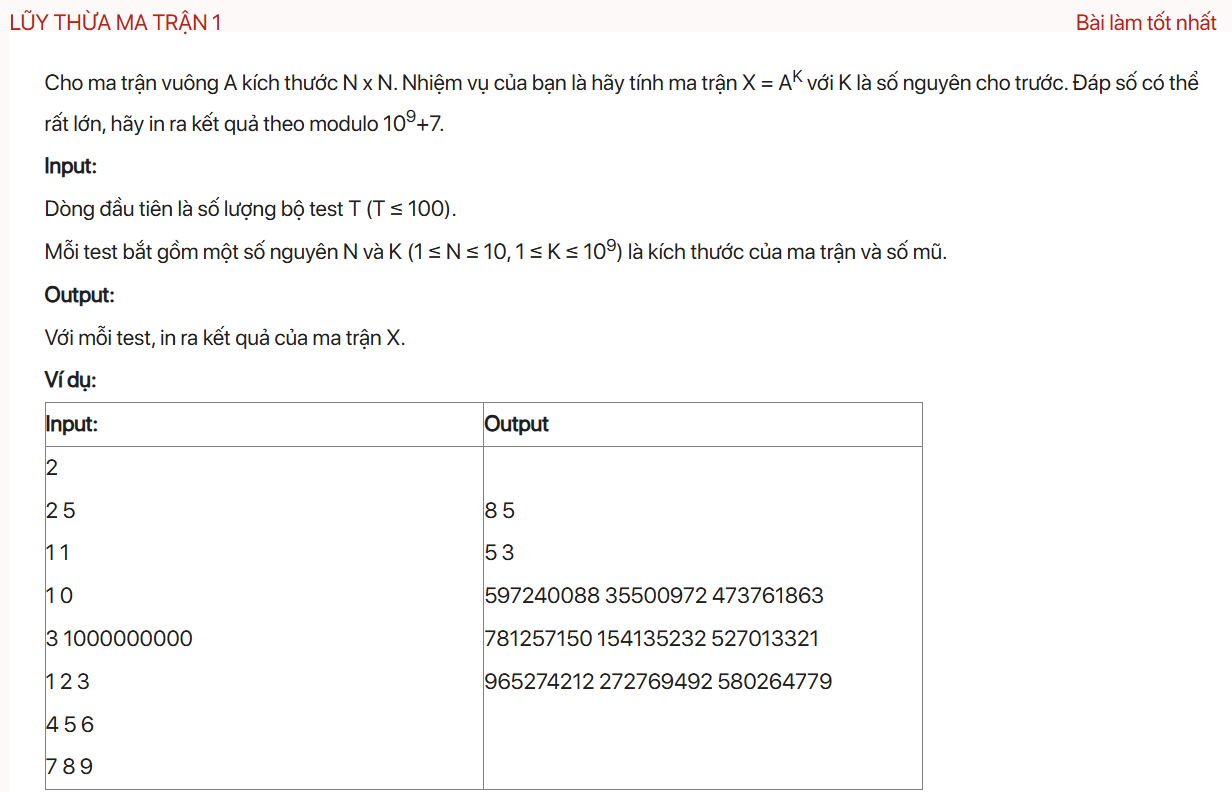 LŨY THỪA MA TRẬN 1 Bài làm tốt nhất
Cho ma trận vuông A kích thước N x N. Nhiệm vụ của bạn là hãy tính ma trận X = A^K với K là số nguyên cho trước. Đáp số có thể
rất lớn, hãy in ra kết quả theo modulo 10^9+7.
Input:
Dòng đầu tiên là số lượng bộ test T (T ≤ 100).
Mỗi test bắt gồm một số nguyên N và K (1 ≤ N ≤ 10, 1 ≤ K ≤ 10^9) là kích thước của ma trận và số mũ.
Output:
Với mỗi test, in ra kết quả của ma trận X.
Ví dụ:
Input: Output
2
2 5 8 5
1 1 5 3
1 0 597240088 35500972 473761863
3 1000000000 781257150 154135232 527013321
1 2 3 965274212 272769492 580264779
4 5 6
7 8 9